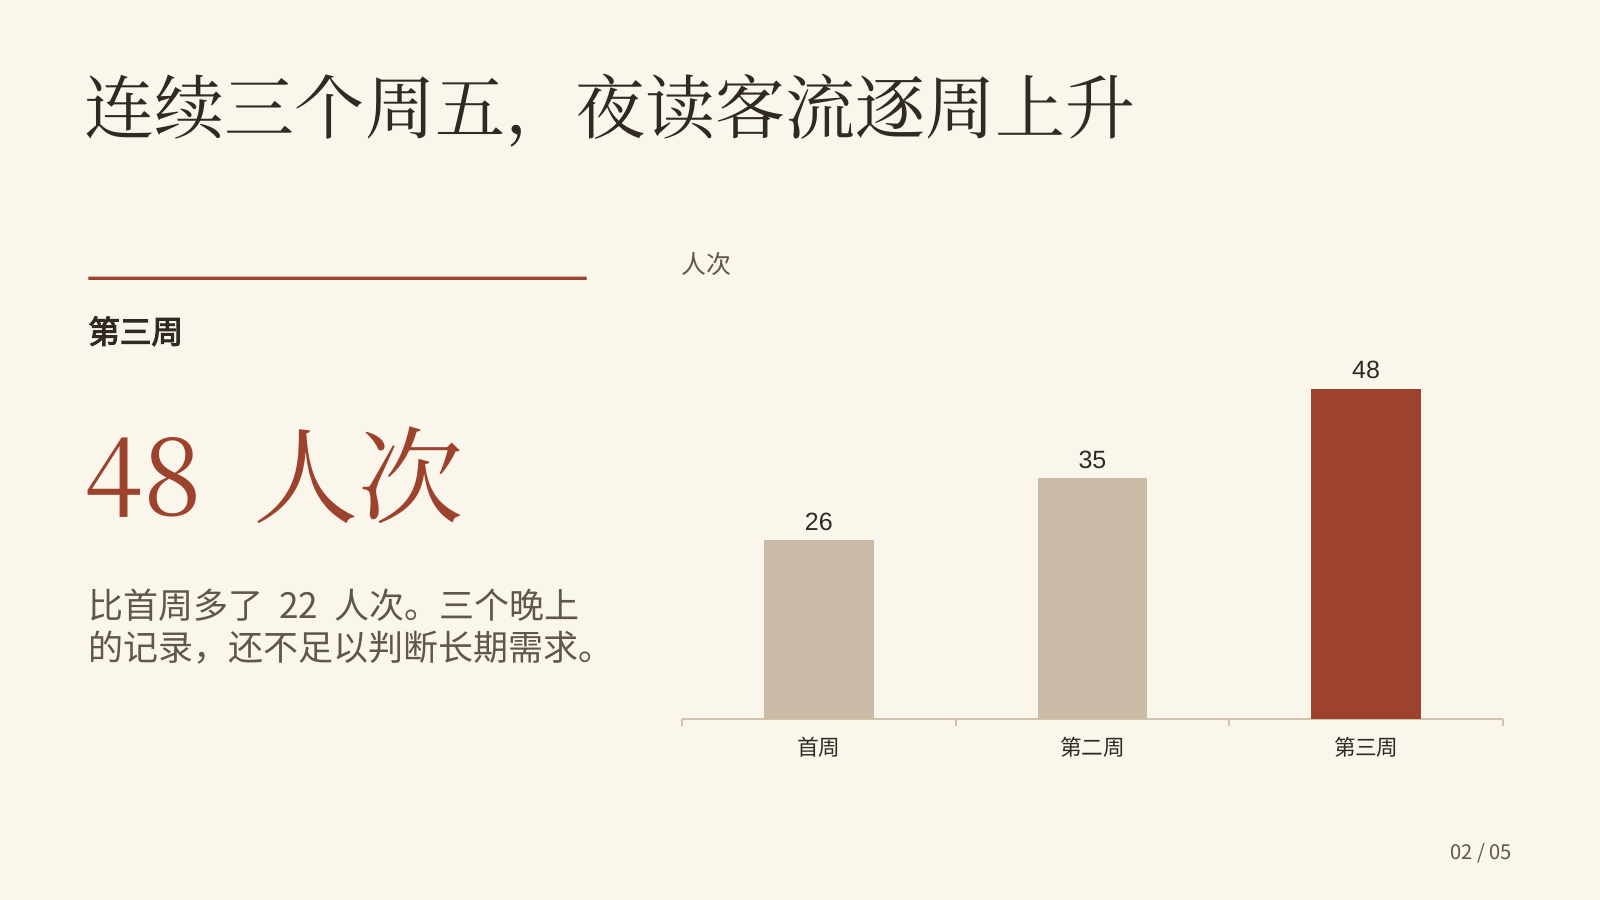 连续三个周五，夜读客流逐周上升
第三周
48 人次
比首周多了 22 人次。三个晚上
的记录，还不足以判断长期需求。
人次
26
35
48
首周
第二周
第三周
02 / 05